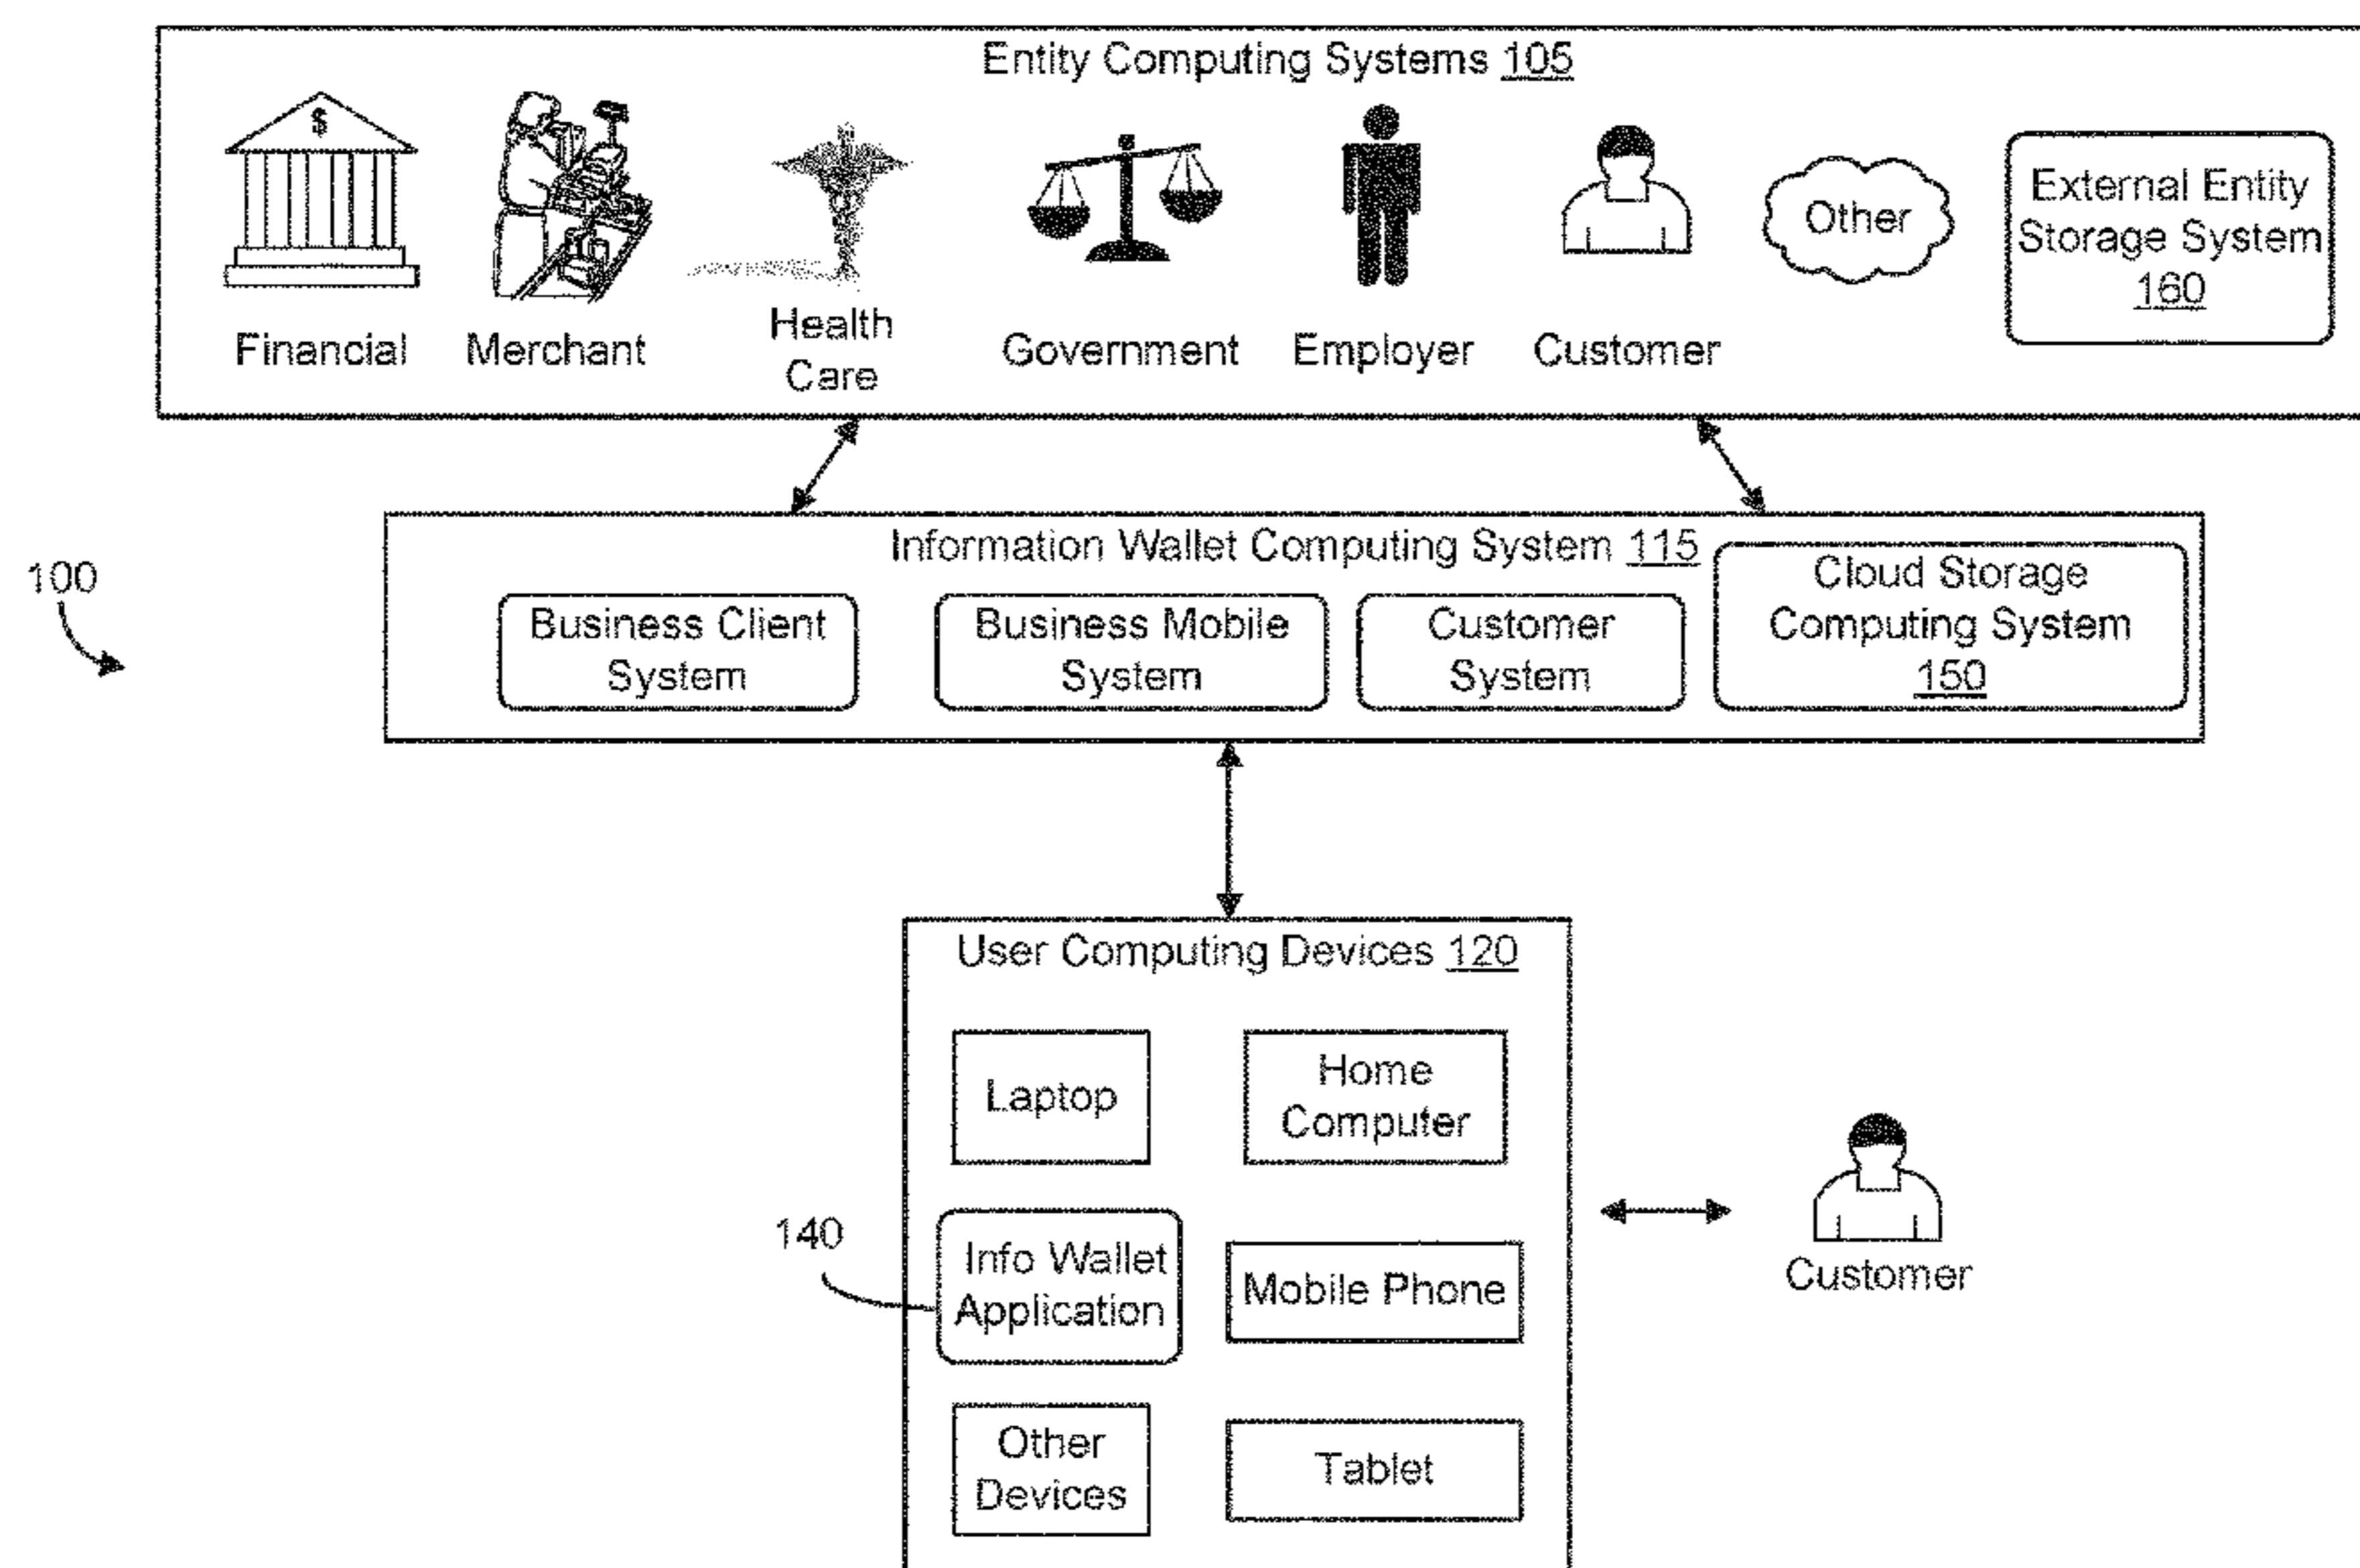 Entity Computing Systems 105
$
Financial
Merchant
Health
Care
Government
Employer
Customer
Other
External Entity
Storage System
160
100
Information Wallet Computing System 115
Business Client
System
Business Mobile
System
Customer
System
Cloud Storage
Computing System
150
User Computing Devices 120
Laptop
Home
Computer
140
Info Wallet
Application
Mobile Phone
Customer
Other
Devices
Tablet